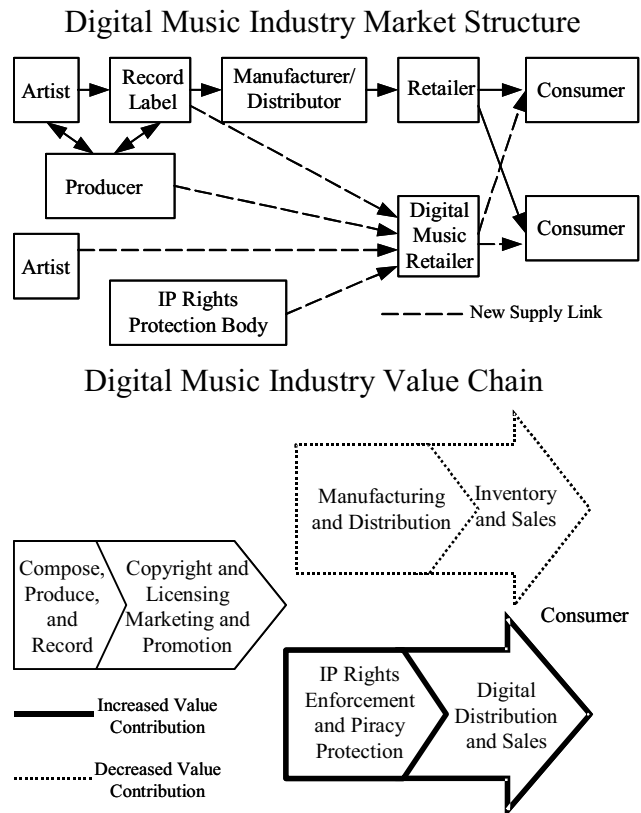 Digital Music Industry Market Structure
Artist
Record
Label
Manufacturer/
Distributor
Retailer
Consumer
Producer
Digital
Music
Retailer
Consumer
Artist
IP Rights
Protection Body
New Supply Link
Digital Music Industry Value Chain
Manufacturing
and Distribution
Inventory
and Sales
Compose,
Produce,
and
Record
Copyright and
Licensing
Marketing and
Promotion
Consumer
IP Rights
Enforcement
and Piracy
Protection
Digital
Distribution
and Sales
Increased Value
Contribution
Decreased Value
Contribution